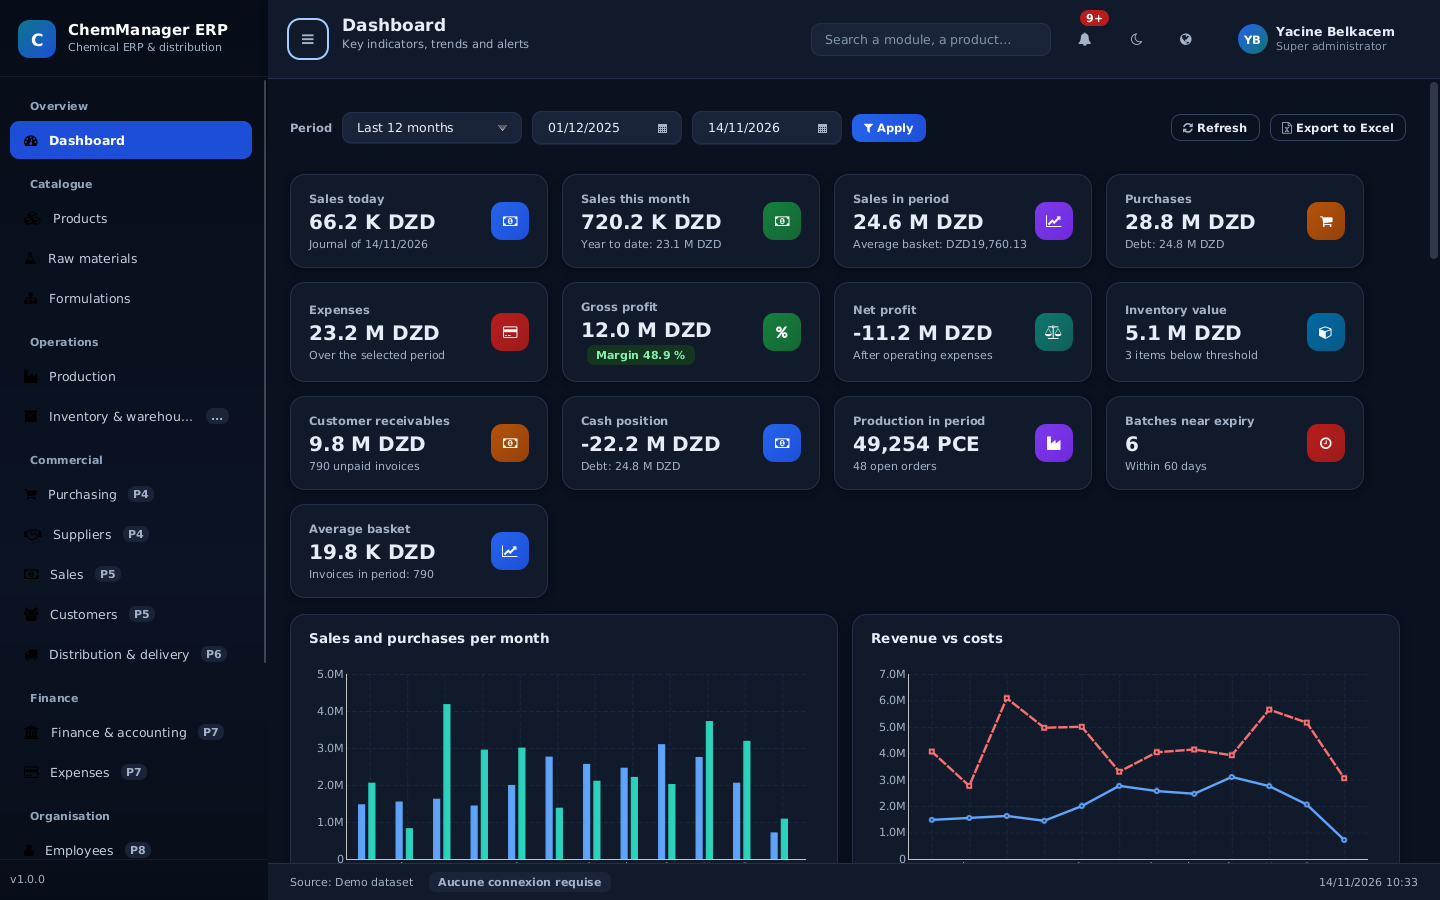 C
ChemManager ERP
Chemical ERP & distribution
Overview
Dashboard
Catalogue
Products
Raw materials
Formulations
Operations
Production
Inventory & warehou... ...
Commercial
Purchasing P4
Suppliers P4
Sales P5
Customers P5
Distribution & delivery P6
Finance
Finance & accounting P7
Expenses P7
Organisation
Employees P8
v1.0.0
Dashboard
Key indicators, trends and alerts
Search a module, a product...
9+
YB
Yacine Belkacem
Super administrator
Period Last 12 months 01/12/2025 14/11/2026 Apply Refresh Export to Excel
Sales today
66.2 K DZD
Journal of 14/11/2026
Sales this month
720.2 K DZD
Year to date: 23.1 M DZD
Sales in period
24.6 M DZD
Average basket: DZD19,760.13
Purchases
28.8 M DZD
Debt: 24.8 M DZD
Expenses
23.2 M DZD
Over the selected period
Gross profit
12.0 M DZD
Margin 48.9 %
Net profit
-11.2 M DZD
After operating expenses
Inventory value
5.1 M DZD
3 items below threshold
Customer receivables
9.8 M DZD
790 unpaid invoices
Cash position
-22.2 M DZD
Debt: 24.8 M DZD
Production in period
49,254 PCE
48 open orders
Batches near expiry
6
Within 60 days
Average basket
19.8 K DZD
Invoices in period: 790
Sales and purchases per month
5.0M
4.0M
3.0M
2.0M
1.0M
0
Revenue vs costs
7.0M
6.0M
5.0M
4.0M
3.0M
2.0M
1.0M
0
Source: Demo dataset Aucune connexion requise 14/11/2026 10:33